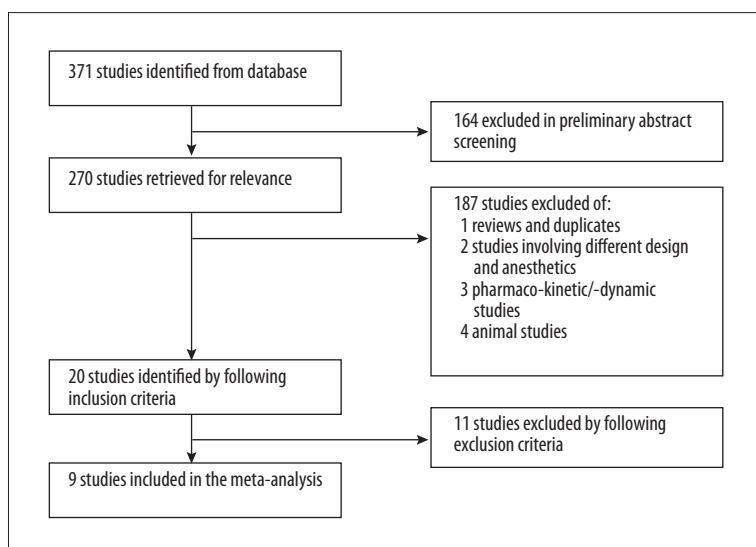 371 studies identified from database
164 excluded in preliminary abstract
screening
270 studies retrieved for relevance
187 studies excluded of:
1 reviews and duplicates
2 studies involving different design
and anesthetics
3 pharmaco-kinetic/-dynamic
studies
4 animal studies
20 studies identified by following
inclusion criteria
11 studies excluded by following
exclusion criteria
9 studies included in the meta-analysis